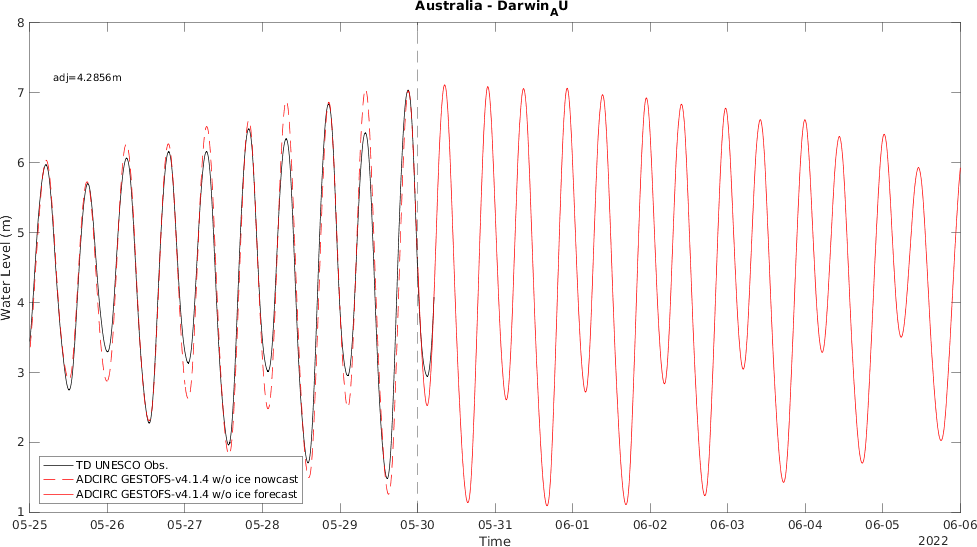 Australia - Darwin_AU
8
adj=4.2856m
7
6
5
Water Level (m)
4
3
2
TD UNESCO Obs.
ADCIRC GESTOFS-v4.1.4 w/o ice nowcast
ADCIRC GESTOFS-v4.1.4 w/o ice forecast
1
05-25 05-26 05-27 05-28 05-29 05-30 05-31 06-01 06-02 06-03 06-04 06-05 06-06
Time
2022